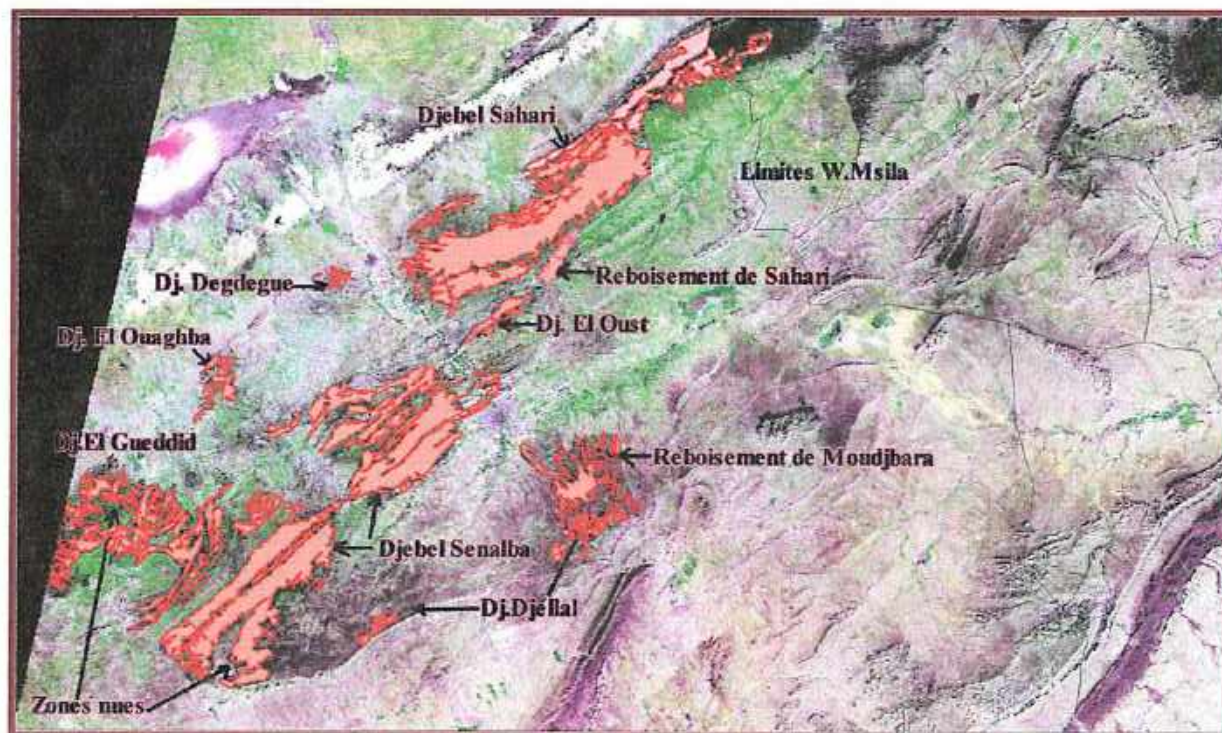 Djebel Sahari
Limites W.Msila
Dj. Degdegue
Reboisement de Sahari
Dj. El Oust
Dj. El Ouaghba
Dj.El Gueddid
Reboisement de Moudjbara
Djebel Senalba
Dj.Djellal
Zones nues